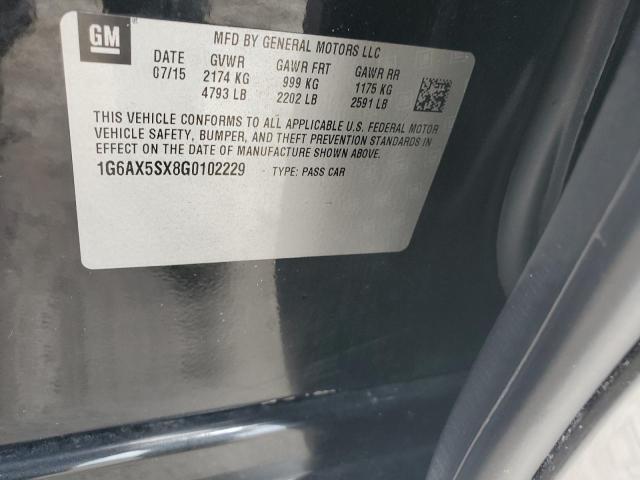 GM
MFD BY GENERAL MOTORS LLC
DATE GVWR GAWR FRT GAWR RR
07/15 2174 KG 999 KG 1175 KG
4793 LB 2202 LB 2591 LB
THIS VEHICLE CONFORMS TO ALL APPLICABLE U.S. FEDERAL MOTOR
VEHICLE SAFETY, BUMPER, AND THEFT PREVENTION STANDARDS
IN EFFECT ON THE DATE OF MANUFACTURE SHOWN ABOVE.
1G6AX5SX8G0102229 TYPE: PASS CAR